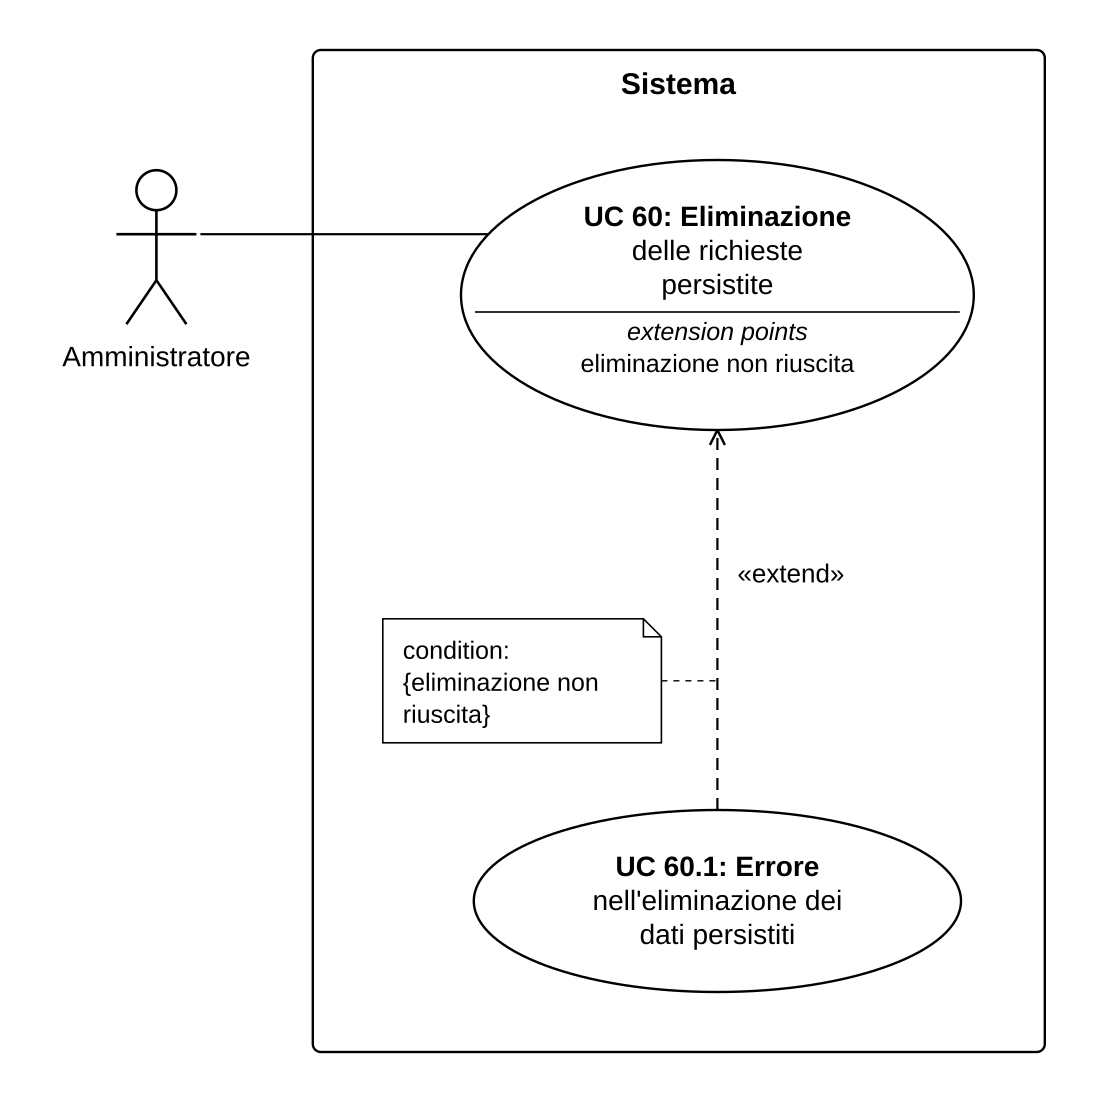 Sistema
UC 60: Eliminazione
delle richieste
persistite
extension points
eliminazione non riuscita
Amministratore
«extend»
condition:
{eliminazione non
riuscita}
UC 60.1: Errore
nell'eliminazione dei
dati persistiti